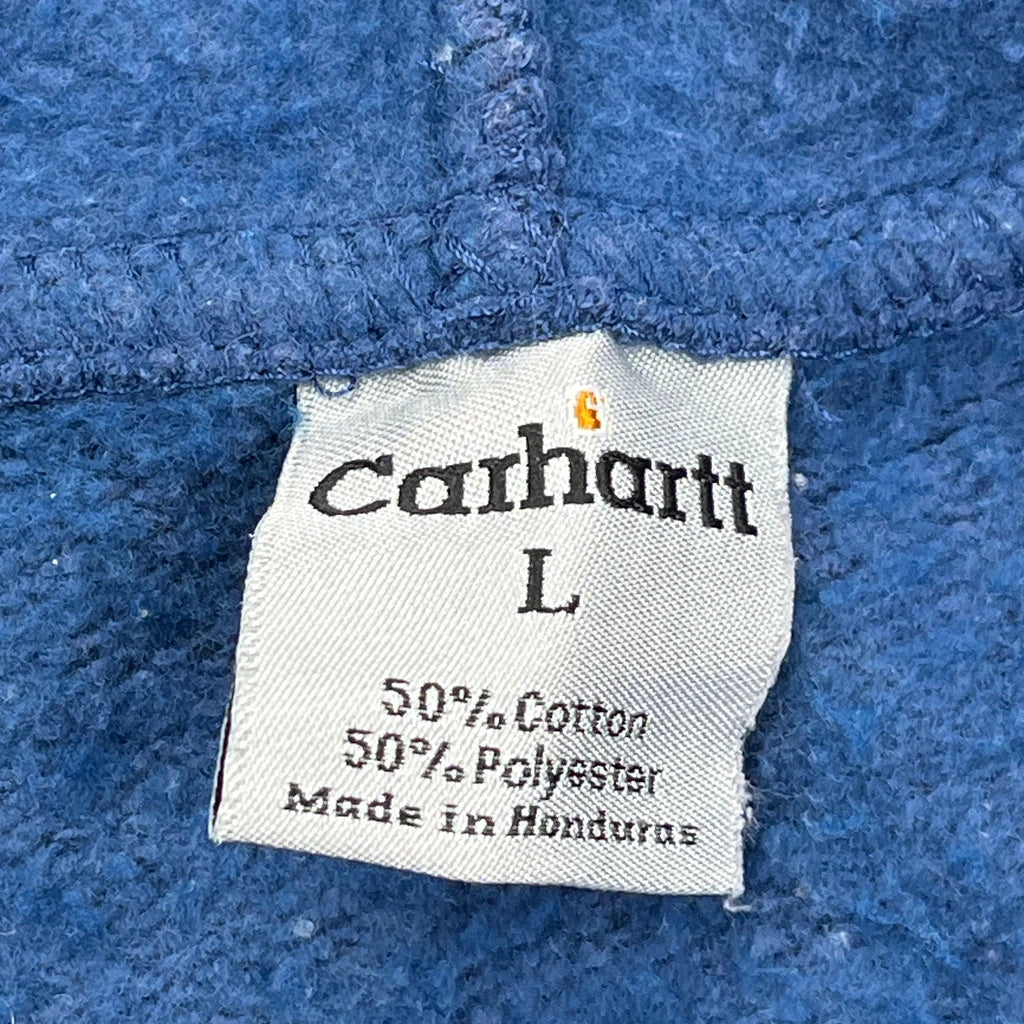 Carhartt
L
50% Cotton
50% Polyester
Made in Honduras